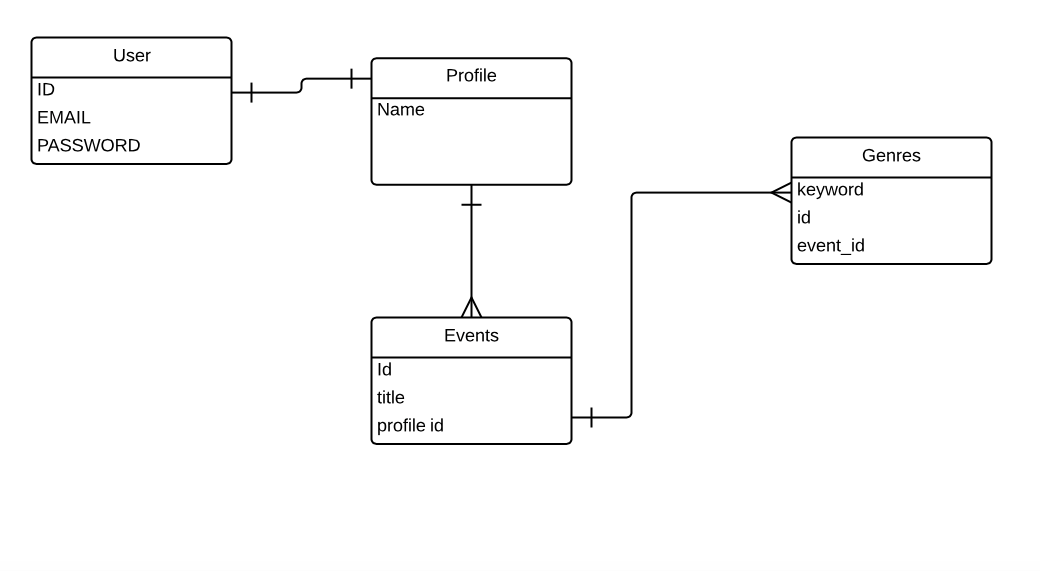 User
ID
EMAIL
PASSWORD
Profile
Name
Genres
keyword
id
event_id
Events
Id
title
profile id